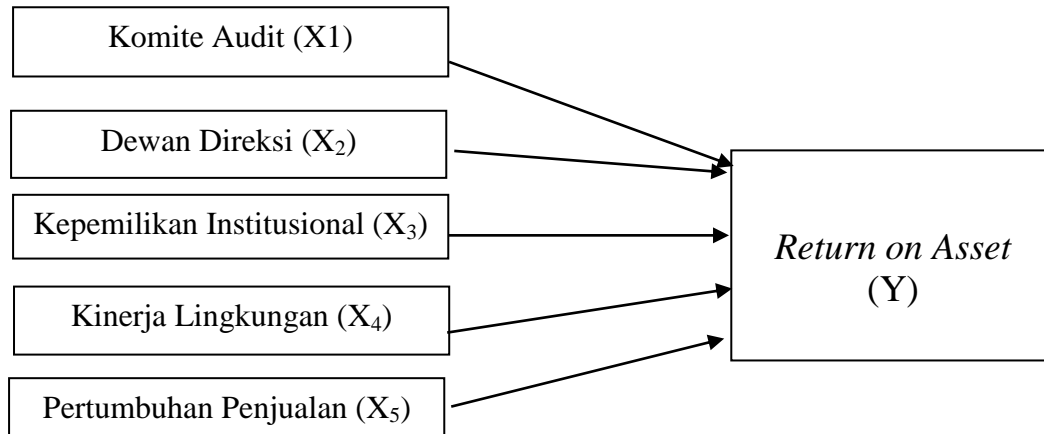 Komite Audit (X1)
Dewan Direksi (X₂)
Kepemilikan Institusional (X₃)
Kinerja Lingkungan (X₄)
Pertumbuhan Penjualan (X₅)
Return on Asset
(Y)